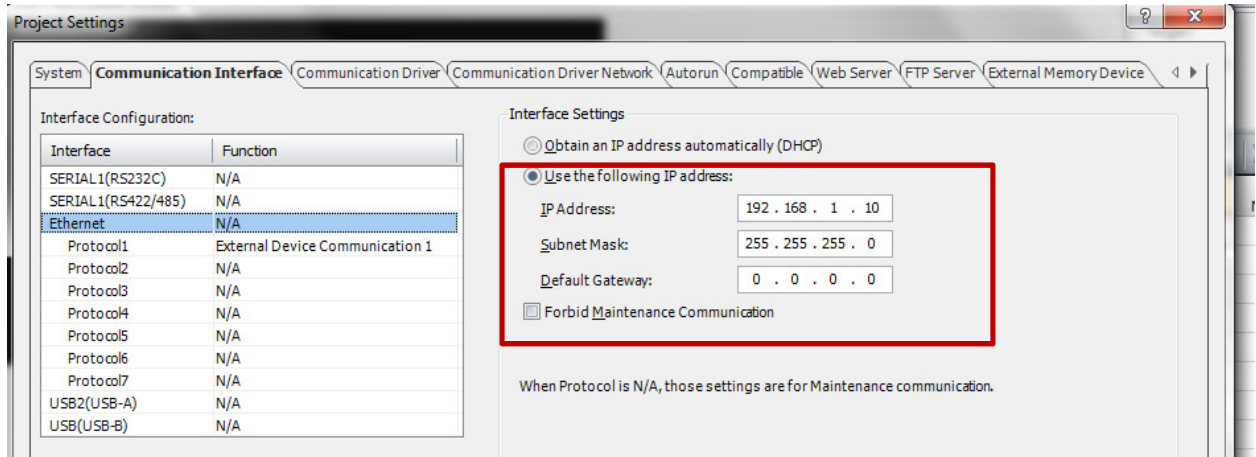 Project Settings
System Communication Interface Communication Driver Communication Driver Network Autorun Compatible Web Server FTP Server External Memory Device
Interface Configuration:
Interface Function
SERIAL1(RS232C) N/A
SERIAL1(RS422/485) N/A
Ethernet N/A
Protocol1 External Device Communication 1
Protocol2 N/A
Protocol3 N/A
Protocol4 N/A
Protocol5 N/A
Protocol6 N/A
Protocol7 N/A
USB2(USB-A) N/A
USB(USB-B) N/A
Interface Settings
Obtain an IP address automatically (DHCP)
Use the following IP address:
IP Address: 192 . 168 . 1 . 10
Subnet Mask: 255 . 255 . 255 . 0
Default Gateway: 0 . 0 . 0 . 0
Forbid Maintenance Communication
When Protocol is N/A, those settings are for Maintenance communication.